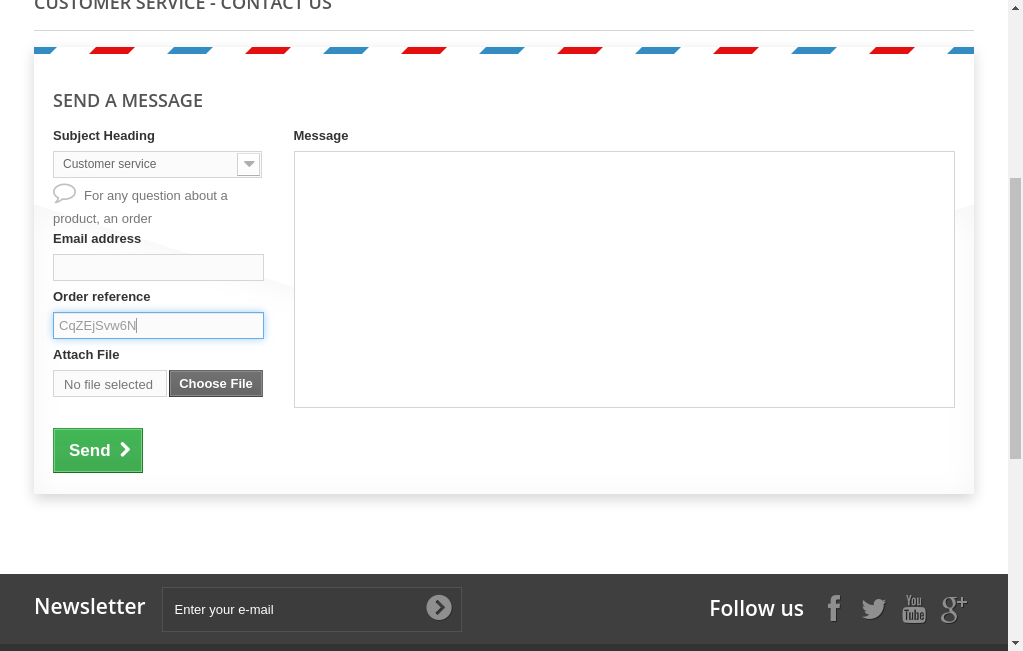 CUSTOMER SERVICE - CONTACT US
SEND A MESSAGE
Subject Heading
Message
Customer service
For any question about a
product, an order
Email address
Order reference
CqZEjSvw6N
Attach File
No file selected
Choose File
Send
Newsletter
Enter your e-mail
Follow us
f
You
Tube
g+